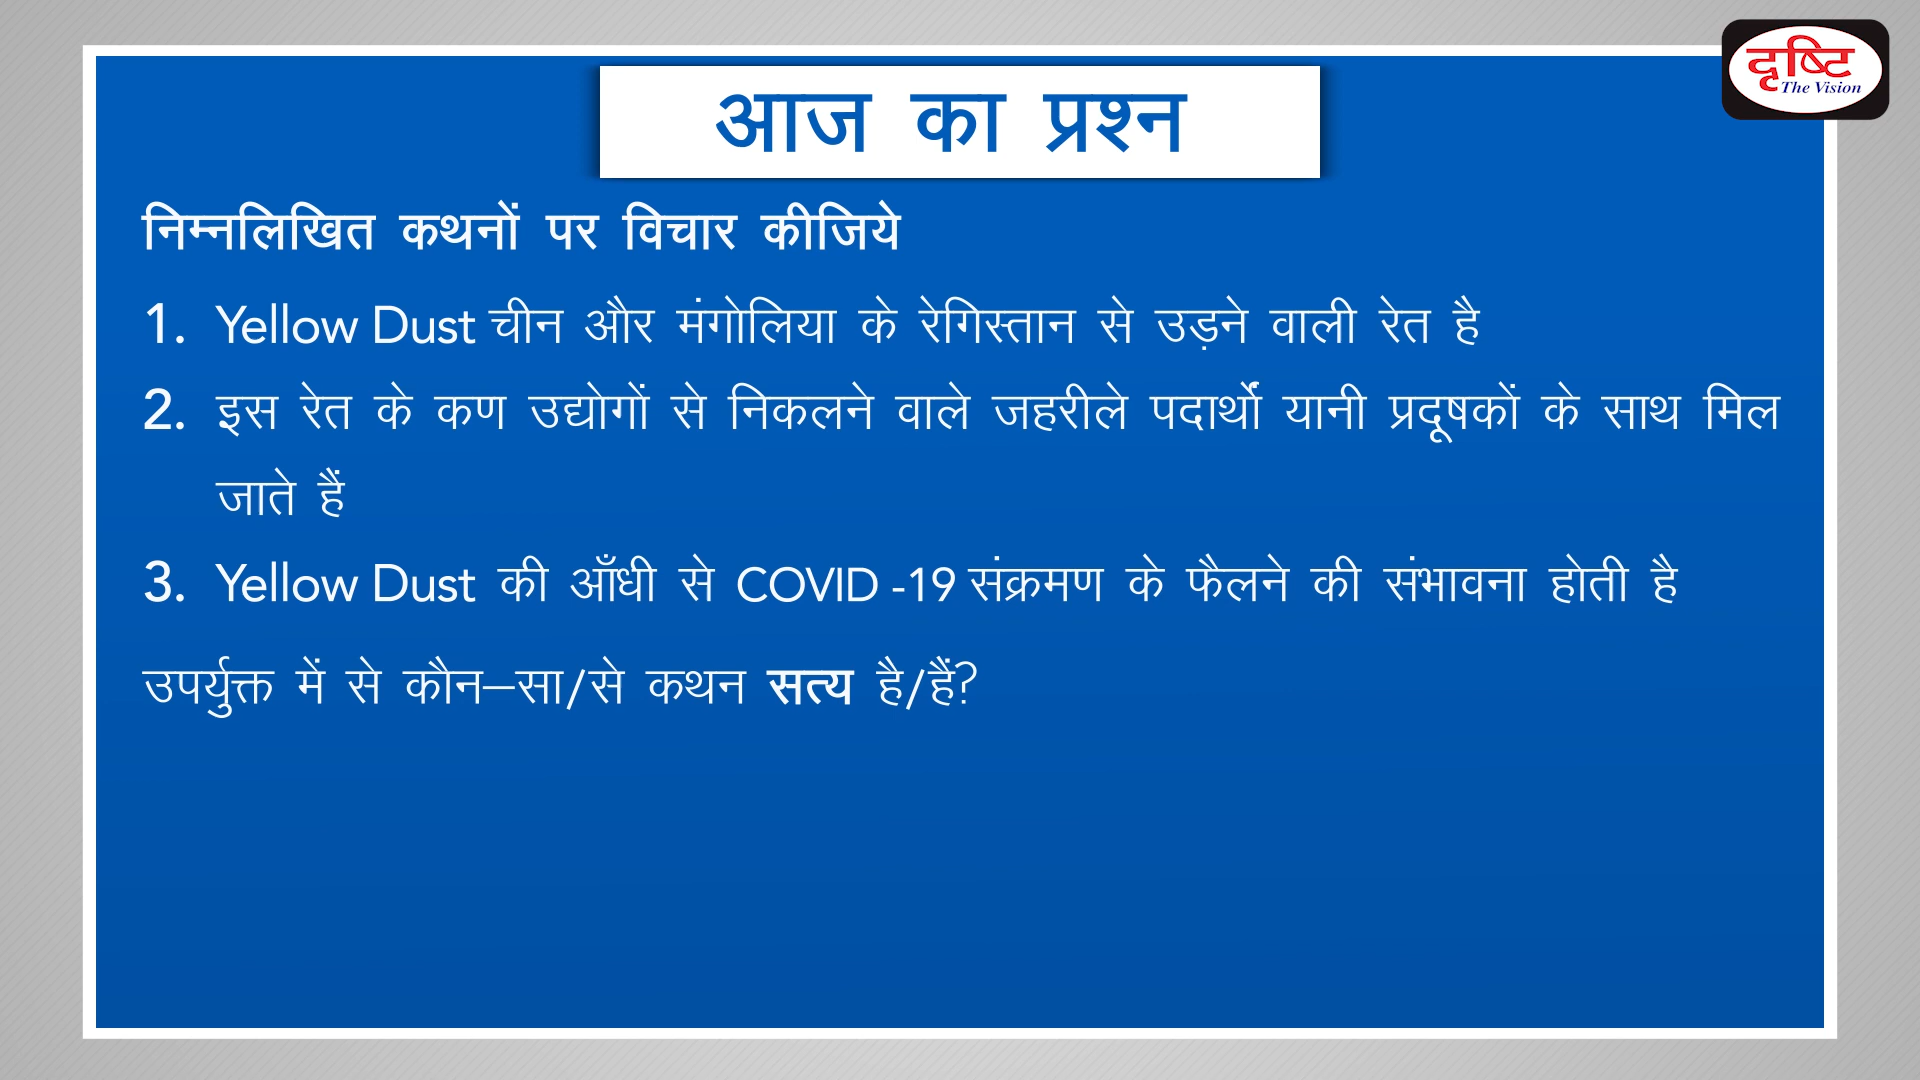 दृष्टि
The Vision
आज का प्रश्न
निम्नलिखित कथनों पर विचार कीजिये
1. Yellow Dust चीन और मंगोलिया के रेगिस्तान से उड़ने वाली रेत है
2. इस रेत के कण उद्योगों से निकलने वाले जहरीले पदार्थों यानी प्रदूषकों के साथ मिल
जाते हैं
3. Yellow Dust की आँधी से COVID -19 संक्रमण के फैलने की संभावना होती है
उपर्युक्त में से कौन–सा/से कथन सत्य है/हैं?